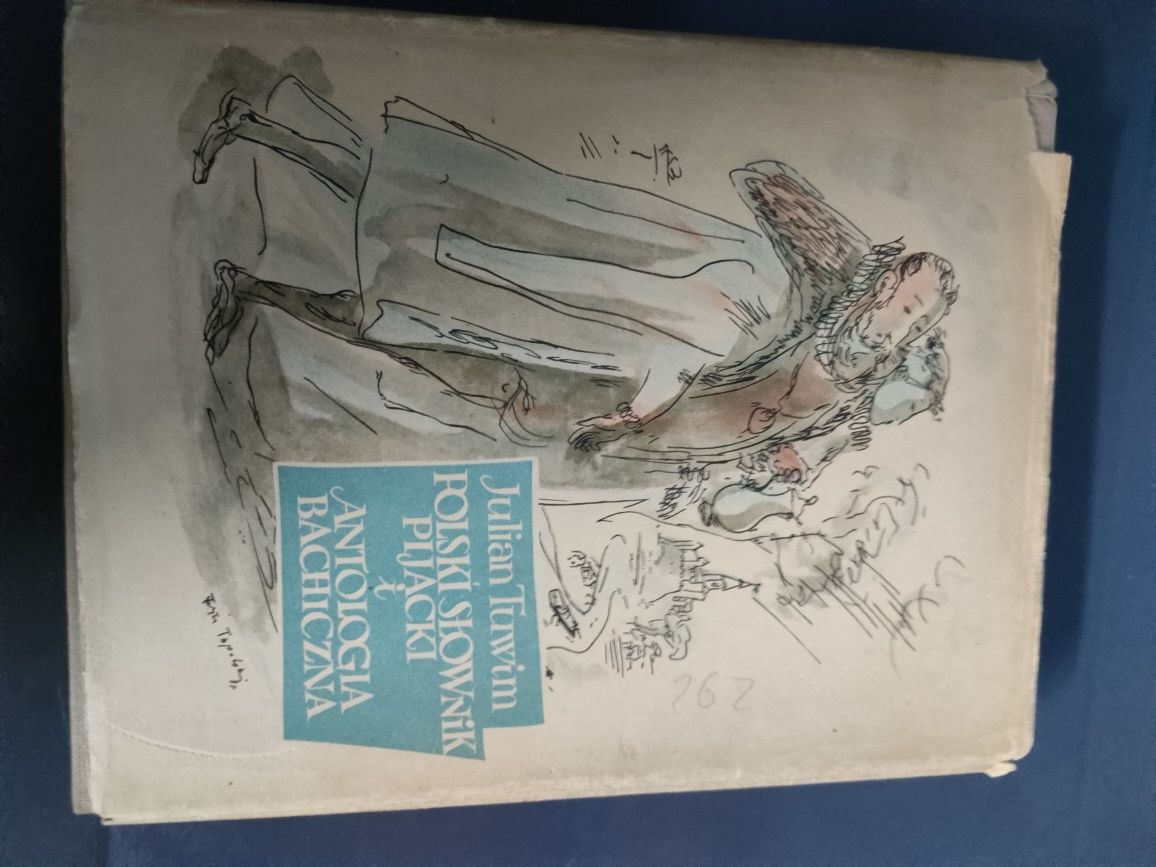 Julian Tuwim
POLSKI SŁOWNIK
PIJACKI
i
ANTOLOGIA
BACHICZNA
262